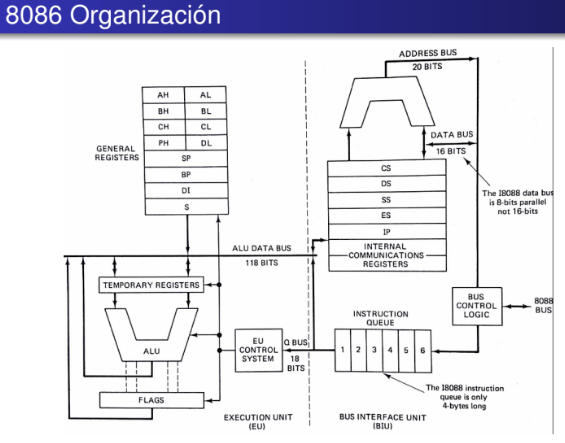 8086 Organización
ADDRESS BUS
20 BITS
AH AL
BH BL
CH CL
PH DL
SP
BP
DI
S
GENERAL
REGISTERS
DATA BUS
16 BITS
CS
DS
SS
ES
IP
INTERNAL
COMMUNICATIONS
REGISTERS
The I8088 data bus
is 8-bits parallel
not 16-bits
ALU DATA BUS
118 BITS
TEMPORARY REGISTERS
ALU
FLAGS
EU
CONTROL
SYSTEM
Q BUS
18
BITS
INSTRUCTION
QUEUE
1 2 3 4 5 6
BUS
CONTROL
LOGIC
8088
BUS
The I8088 instruction
queue is only
4-bytes long
EXECUTION UNIT
(EU)
BUS INTERFACE UNIT
(BIU)